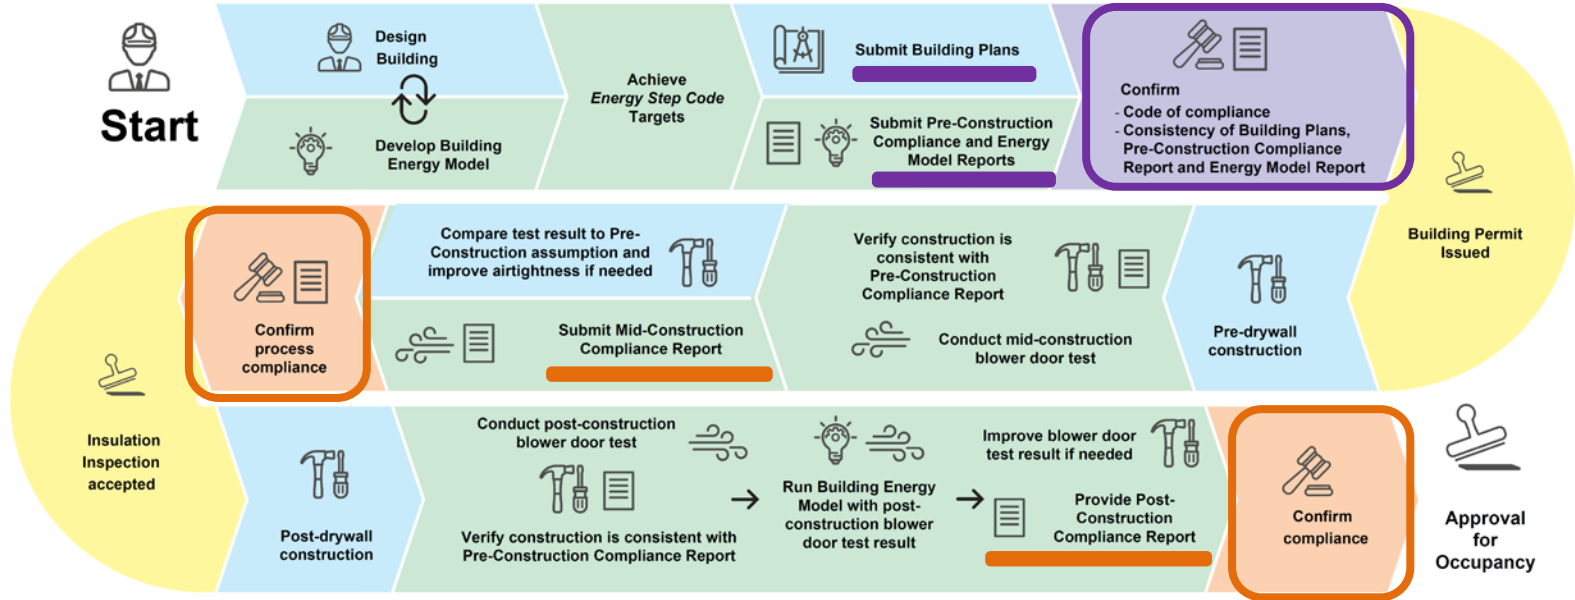 Start
Design
Building
Develop Building
Energy Model
Achieve
Energy Step Code
Targets
Submit Building Plans
Submit Pre-Construction
Compliance and Energy
Model Reports
Confirm
- Code of compliance
- Consistency of Building Plans,
Pre-Construction Compliance
Report and Energy Model Report
Building Permit
Issued
Pre-drywall
construction
Verify construction is
consistent with
Pre-Construction
Compliance Report
Conduct mid-construction
blower door test
Compare test result to Pre-
Construction assumption and
improve airtightness if needed
Submit Mid-Construction
Compliance Report
Confirm
process
compliance
Insulation
Inspection
accepted
Post-drywall
construction
Conduct post-construction
blower door test
Verify construction is consistent with
Pre-Construction Compliance Report
Run Building Energy
Model with post-
construction blower
door test result
Improve blower door
test result if needed
Provide Post-
Construction
Compliance Report
Confirm
compliance
Approval
for
Occupancy